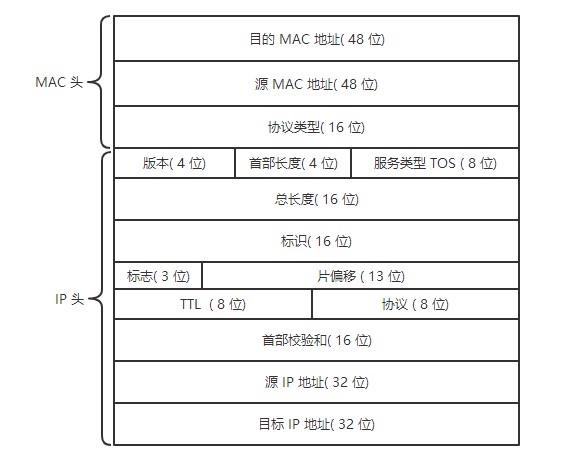 目的 MAC 地址( 48 位)
MAC 头
源 MAC 地址( 48 位)
协议类型( 16 位)
版本( 4 位) 首部长度( 4 位) 服务类型 TOS ( 8 位)
总长度( 16 位)
标识( 16 位)
标志( 3 位) 片偏移 ( 13 位)
IP 头
TTL ( 8 位) 协议 ( 8 位)
首部校验和( 16 位)
源 IP 地址( 32 位)
目标 IP 地址( 32 位)